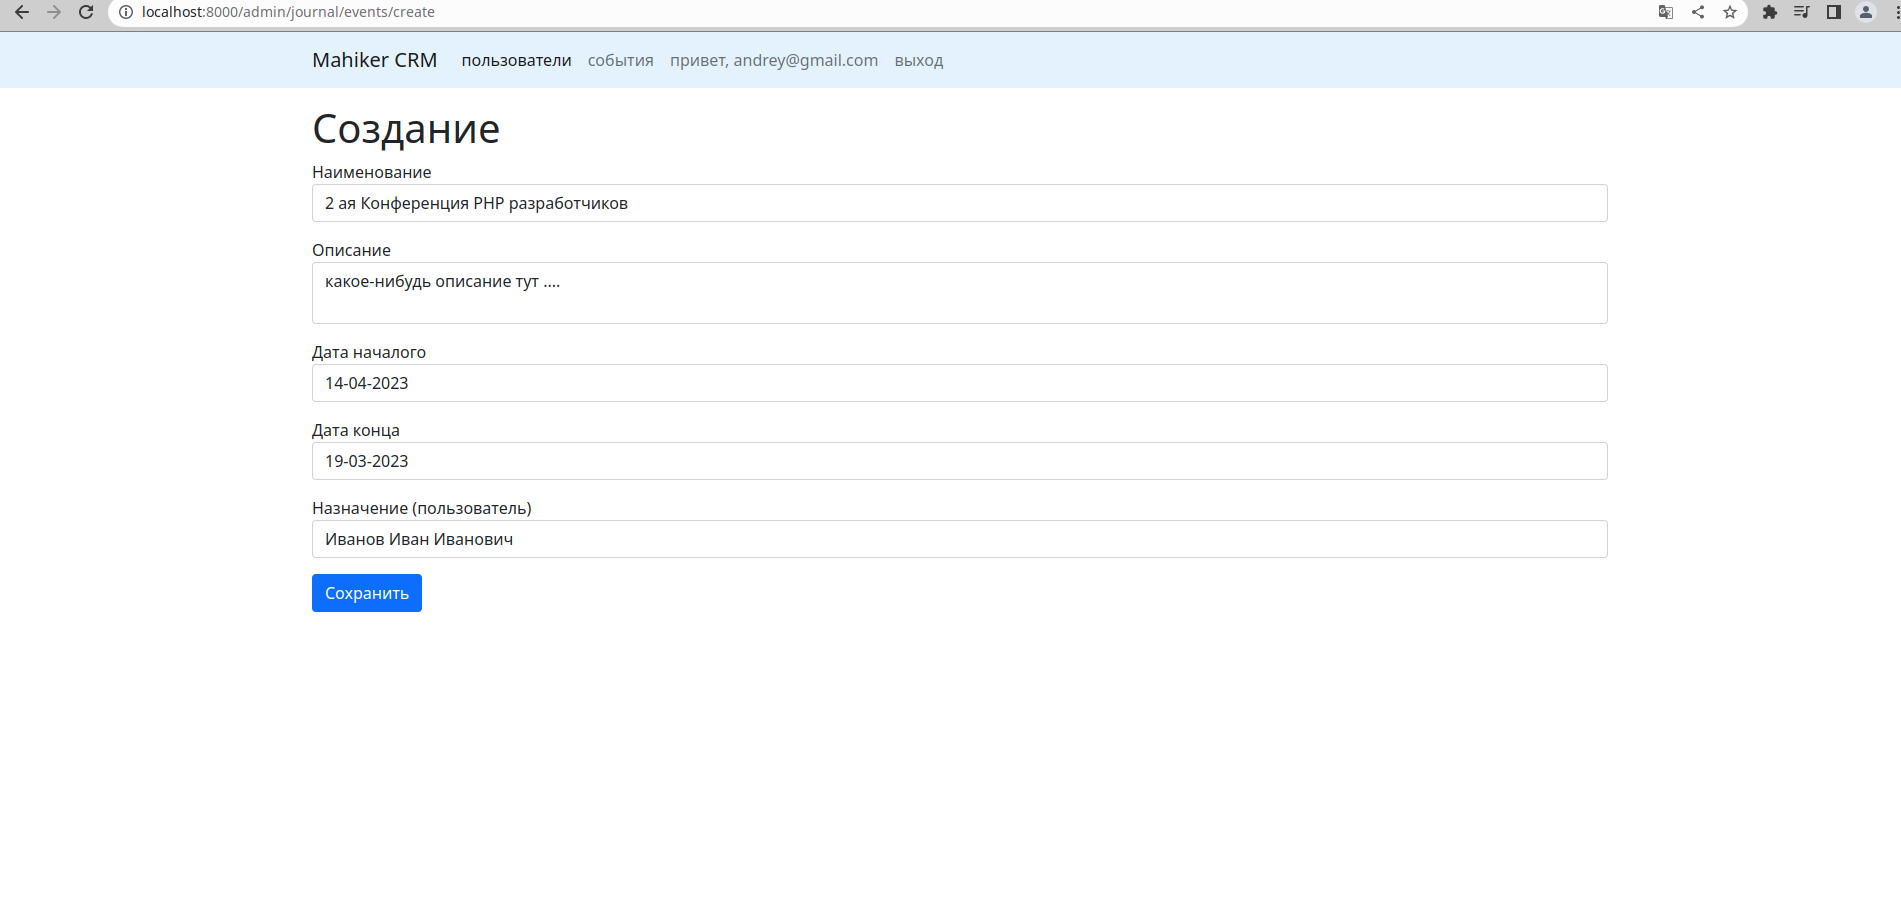 localhost:8000/admin/journal/events/create
Mahiker CRM пользователи события привет, andrey@gmail.com выход
Создание
Наименование
2 ая Конференция PHP разработчиков
Описание
какое-нибудь описание тут ....
Дата началого
14-04-2023
Дата конца
19-03-2023
Назначение (пользователь)
Иванов Иван Иванович
Сохранить